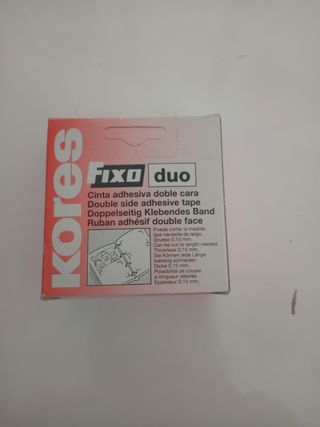 Kores
FIXO duo
Cinta adhesiva doble cara
Double side adhesive tape
Doppelseitig Klebendes Band
Ruban adhésif double face
Puede cortar la medida
que necesite de largo.
Grueso 0,15 mm.
Can be cut to length needed.
Thickness 0,15 mm.
Sie Können jede Länge
beliebig schneiden.
Dicke 0,15 mm.
Possibilité de couper
à longueur désirée.
Epaisseur 0,15 mm.